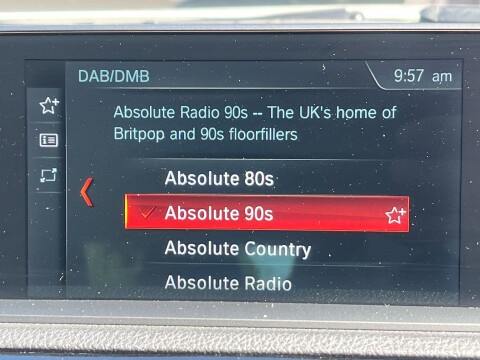 DAB/DMB
9:57 am
Absolute Radio 90s -- The UK's home of
Britpop and 90s floorfillers
Absolute 80s
Absolute 90s
Absolute Country
Absolute Radio